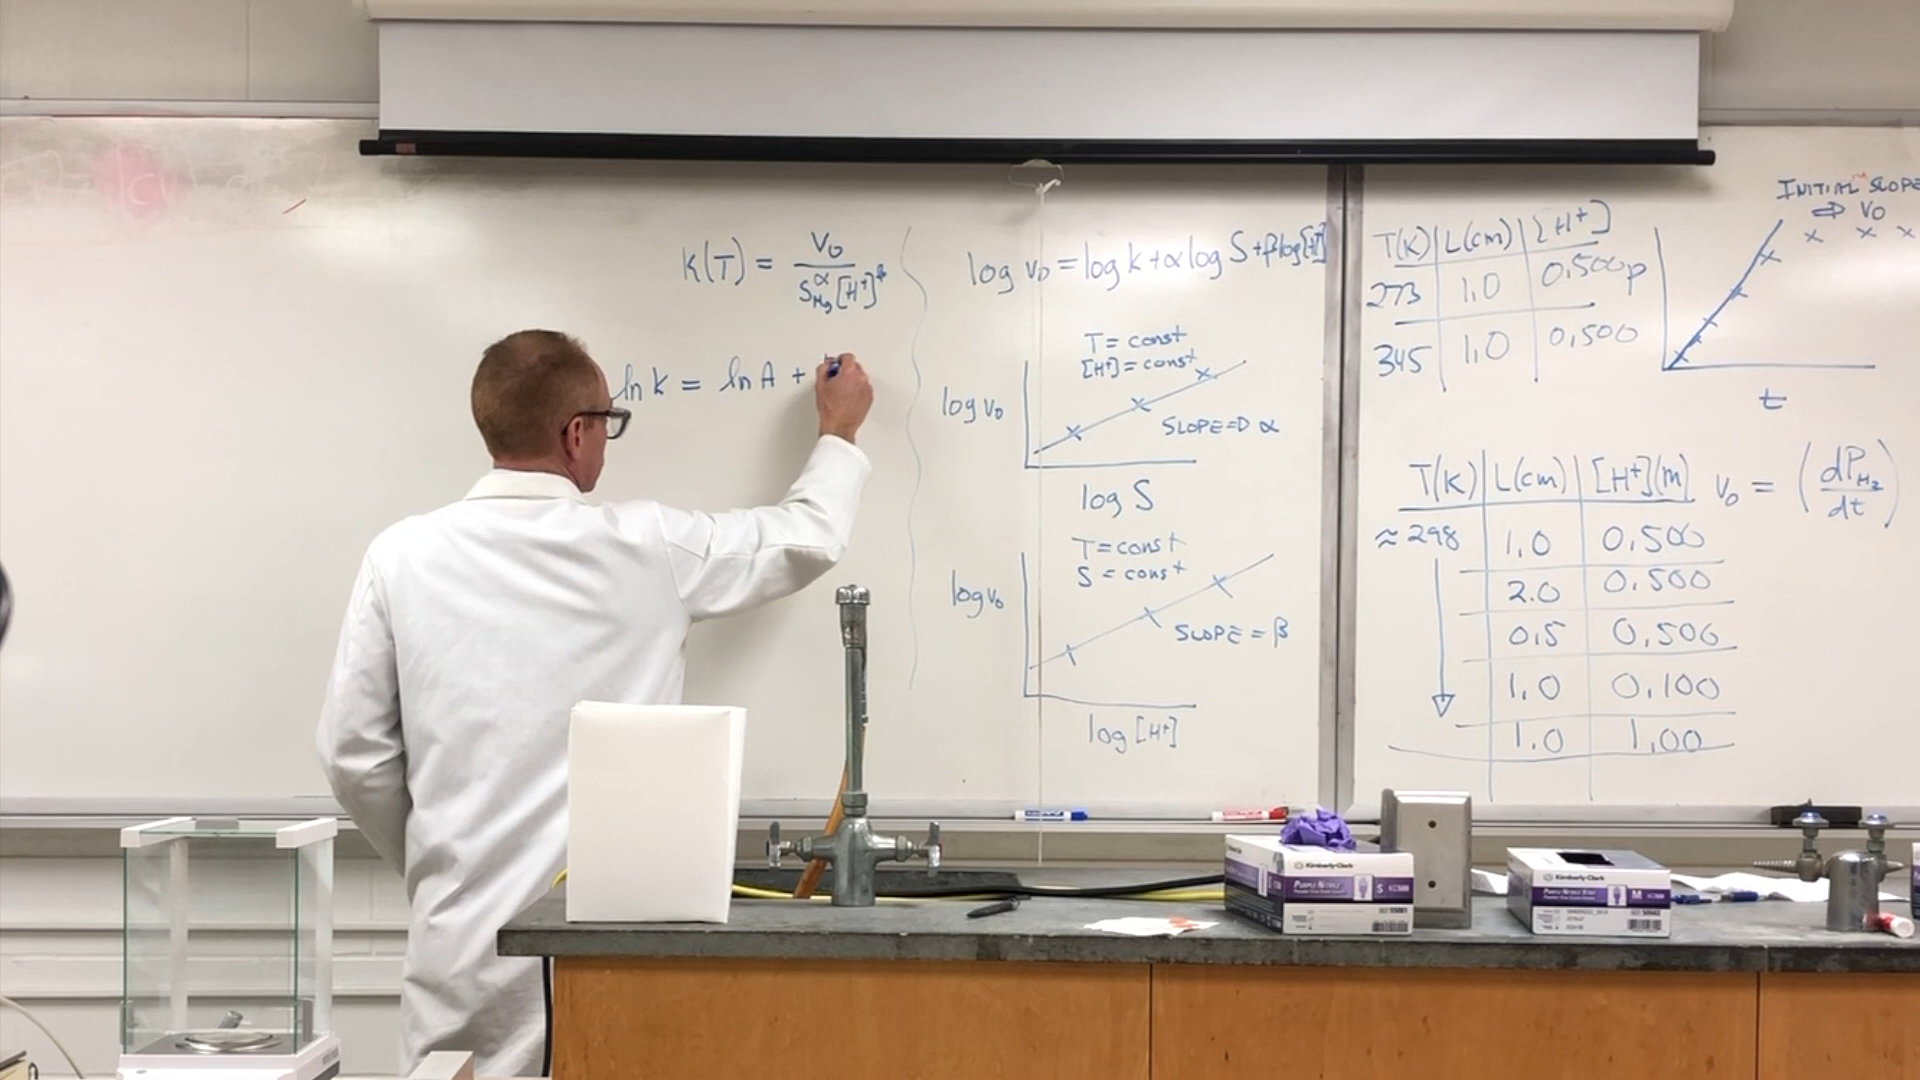 K(T) = V0 / S^α_Mg [H+]^β
ln k = ln A +
log v0 = log k + α log S + β log [H+]
T = const
[H+] = const
log v0
SLOPE ⇒ α
log S
T = const
S = const
log v0
SLOPE = β
log [H+]
T(K) | L(cm) | [H+]
273 | 1.0 | 0.500
345 | 1.0 | 0.500
INITIAL SLOPE
⇒ V0
t
T(K) | L(cm) | [H+](m)
≈ 298 | 1.0 | 0.500
2.0 | 0.500
0.5 | 0.500
1.0 | 0.100
1.0 | 1.00
V0 = (dP_H2 / dt)
Kimberly-Clark
PURPLE NITRILE
S
Kimberly-Clark
PURPLE NITRILE
M